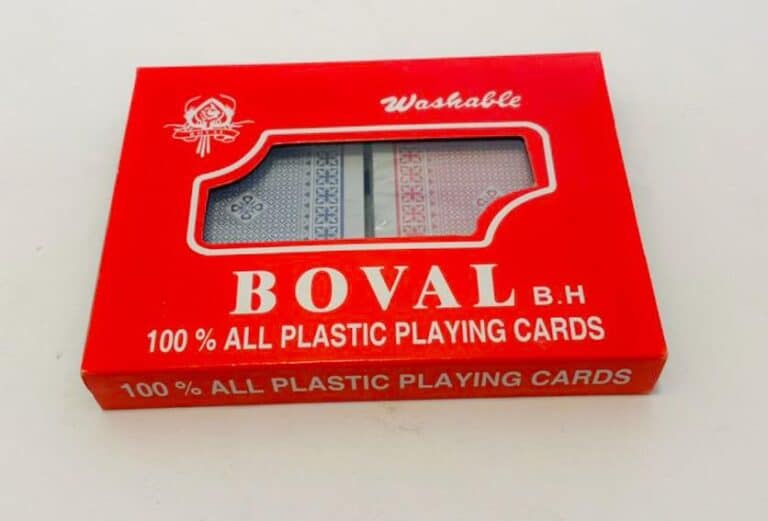 Washable
BOVAL B.H
100 % ALL PLASTIC PLAYING CARDS
100 % ALL PLASTIC PLAYING CARDS